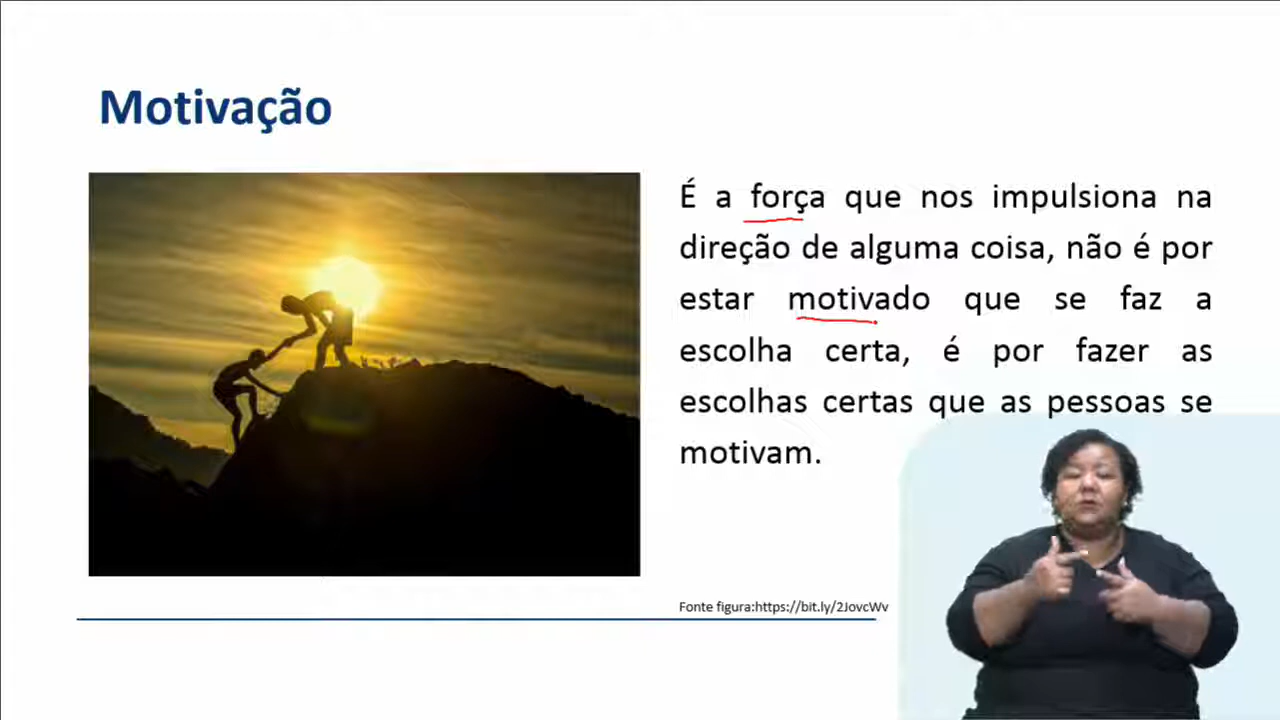 Motivação
É a força que nos impulsiona na
direção de alguma coisa, não é por
estar motivado que se faz a
escolha certa, é por fazer as
escolhas certas que as pessoas se
motivam.
Fonte figura:https://bit.ly/2JovcWv